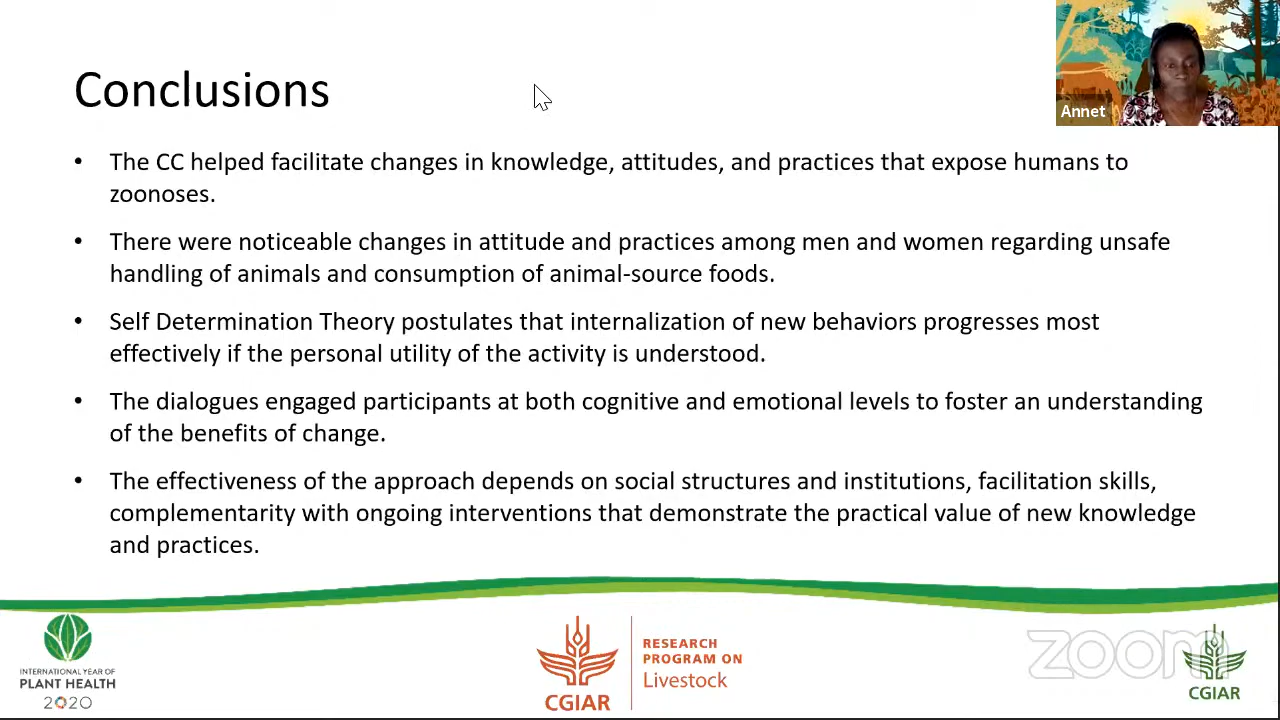 Conclusions
Annet
• The CC helped facilitate changes in knowledge, attitudes, and practices that expose humans to
zoonoses.
• There were noticeable changes in attitude and practices among men and women regarding unsafe
handling of animals and consumption of animal-source foods.
• Self Determination Theory postulates that internalization of new behaviors progresses most
effectively if the personal utility of the activity is understood.
• The dialogues engaged participants at both cognitive and emotional levels to foster an understanding
of the benefits of change.
• The effectiveness of the approach depends on social structures and institutions, facilitation skills,
complementarity with ongoing interventions that demonstrate the practical value of new knowledge
and practices.
INTERNATIONAL YEAR OF
PLANT HEALTH
2020
CGIAR
RESEARCH
PROGRAM ON
Livestock
zoom
CGIAR